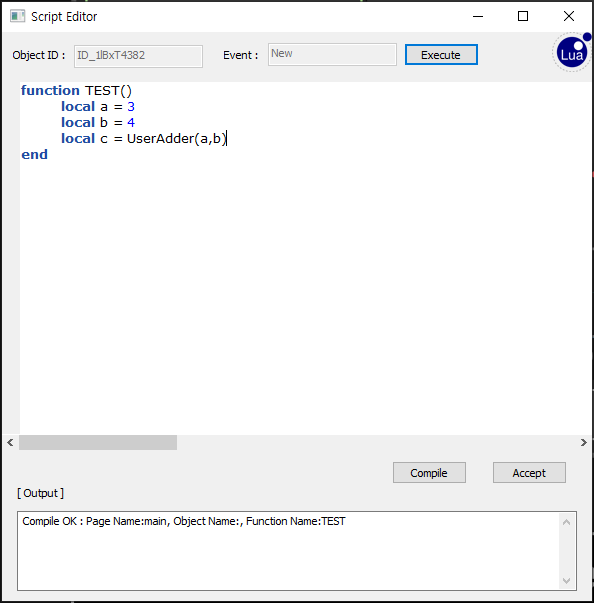 Script Editor
Object ID : ID_1lBxT4382 Event : New Execute
Lua
function TEST()
local a = 3
local b = 4
local c = UserAdder(a,b)
end
Compile Accept
[ Output ]
Compile OK : Page Name:main, Object Name:, Function Name:TEST